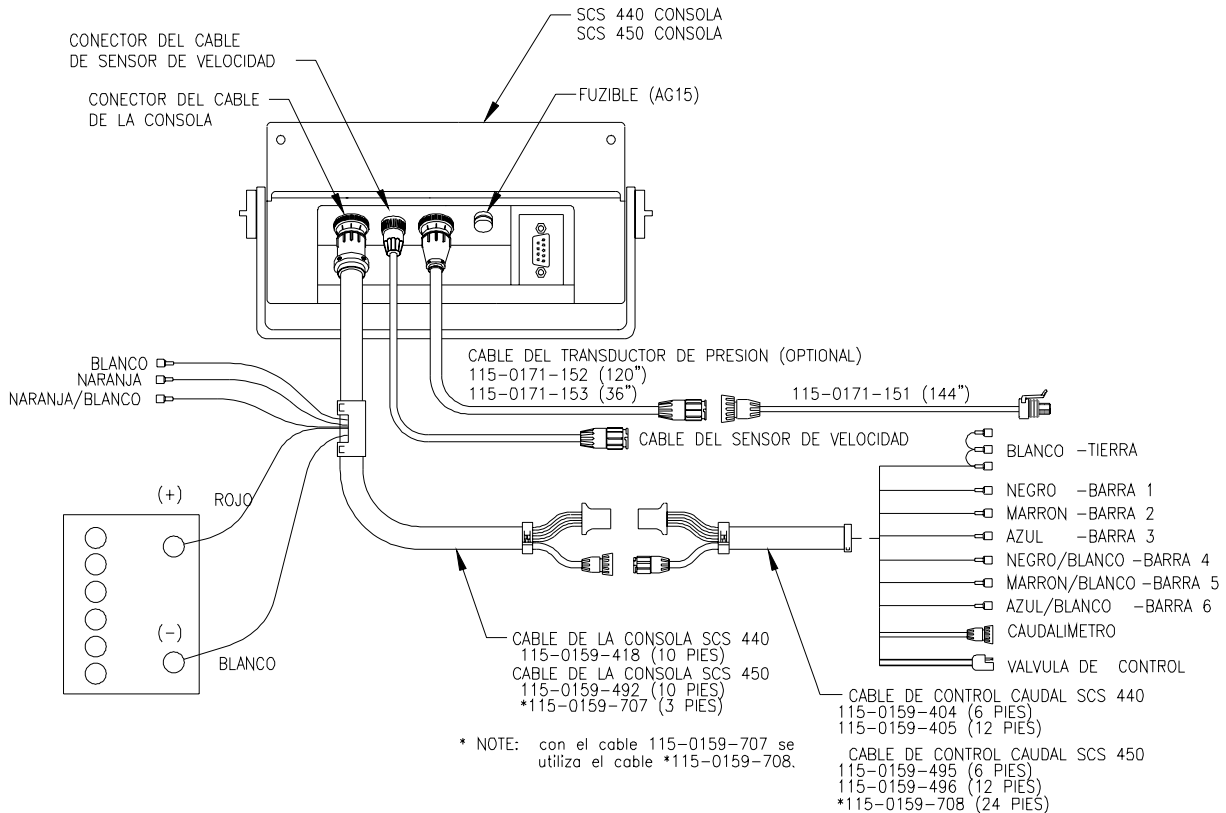 SCS 440 CONSOLA
SCS 450 CONSOLA
CONECTOR DEL CABLE
DE SENSOR DE VELOCIDAD
FUZIBLE (AG15)
CONECTOR DEL CABLE
DE LA CONSOLA
BLANCO
NARANJA
NARANJA/BLANCO
CABLE DEL TRANSDUCTOR DE PRESION (OPTIONAL)
115-0171-152 (120")
115-0171-153 (36")
115-0171-151 (144")
CABLE DEL SENSOR DE VELOCIDAD
BLANCO -TIERRA
NEGRO -BARRA 1
MARRON -BARRA 2
AZUL -BARRA 3
NEGRO/BLANCO -BARRA 4
MARRON/BLANCO -BARRA 5
AZUL/BLANCO -BARRA 6
CAUDALIMETRO
VALVULA DE CONTROL
(+)
ROJO
(-)
BLANCO
CABLE DE LA CONSOLA SCS 440
115-0159-418 (10 PIES)
CABLE DE LA CONSOLA SCS 450
115-0159-492 (10 PIES)
*115-0159-707 (3 PIES)
* NOTE: con el cable 115-0159-707 se
utiliza el cable *115-0159-708.
CABLE DE CONTROL CAUDAL SCS 440
115-0159-404 (6 PIES)
115-0159-405 (12 PIES)
CABLE DE CONTROL CAUDAL SCS 450
115-0159-495 (6 PIES)
115-0159-496 (12 PIES)
*115-0159-708 (24 PIES)